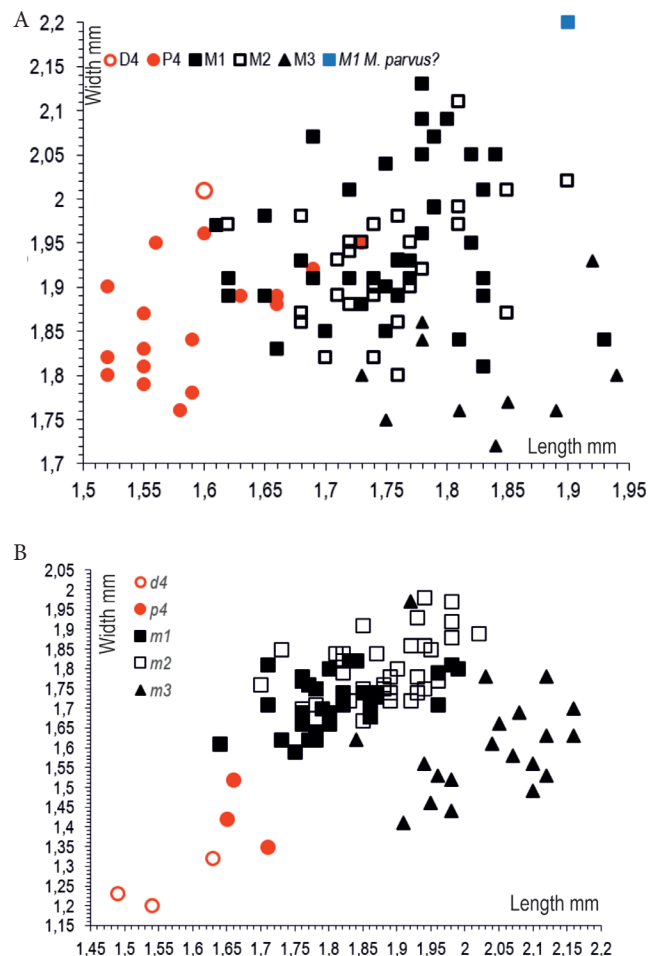 A
Width mm
2,2
2,15
2,1
2,05
2
1,95
1,9
1,85
1,8
1,75
1,7
D4 P4 M1 M2 M3 M1 M. parvus?
Length mm
1,5 1,55 1,6 1,65 1,7 1,75 1,8 1,85 1,9 1,95
B
Width mm
2,05
2
1,95
1,9
1,85
1,8
1,75
1,7
1,65
1,6
1,55
1,5
1,45
1,4
1,35
1,3
1,25
1,2
1,15
d4
p4
m1
m2
m3
Length mm
1,45 1,5 1,55 1,6 1,65 1,7 1,75 1,8 1,85 1,9 1,95 2 2,05 2,1 2,15 2,2